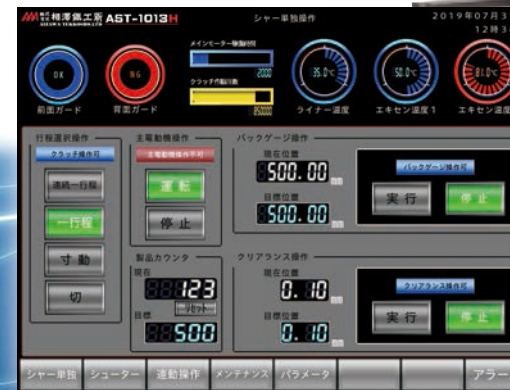 株式会社 相澤鐵工所 AST-1013H
シャー単独操作
2019年07月3
12時3
メインモーター稼働時間
2000
クラッチ作動回数
850000
OK
NG
35.0℃
50.0℃
81.0℃
前面ガード
背面ガード
ライナー温度
エキセン温度1
エキセン温度
行程選択操作
クラッチ操作可
連続一行程
一行程
寸動
切
主電動機操作
主電動機操作不可
運転
停止
製品カウンタ
現在
123
リセット
目標
500
バックゲージ操作
現在位置
500.00 mm
目標位置
500.00 mm
バックゲージ操作可
実行
停止
クリアランス操作
現在位置
0.10 mm
目標位置
0.10 mm
クリアランス操作可
実行
停止
シャー単独
シューター
連動操作
メンテナンス
パラメータ
アラー